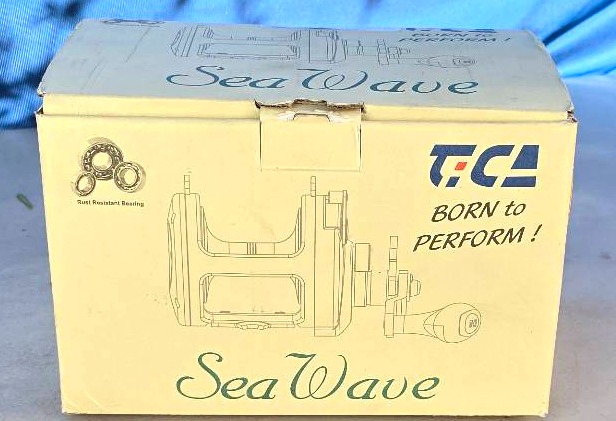 BORN to
PERFORM !
Sea Wave
TiCA
BORN to
PERFORM !
Rust Resistant Bearing
Sea Wave